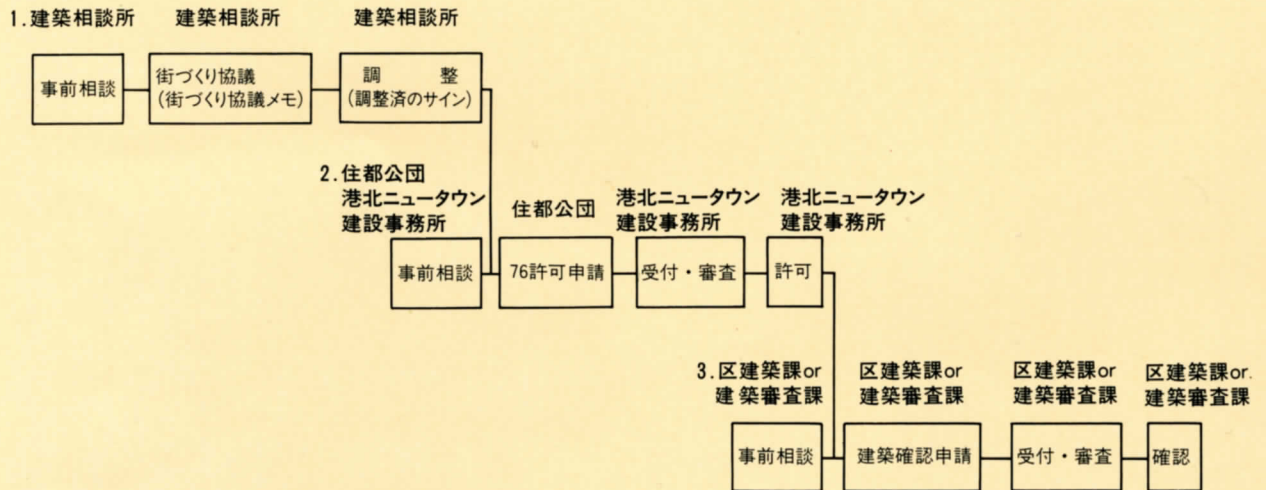 1.建築相談所　建築相談所　建築相談所
事前相談
街づくり協議
(街づくり協議メモ)
調　整
(調整済のサイン)
2.住都公団
港北ニュータウン
建設事務所
住都公団
港北ニュータウン
建設事務所
港北ニュータウン
建設事務所
事前相談
76許可申請
受付・審査
許可
3.区建築課or
建築審査課
区建築課or
建築審査課
区建築課or
建築審査課
区建築課or.
建築審査課
事前相談
建築確認申請
受付・審査
確認